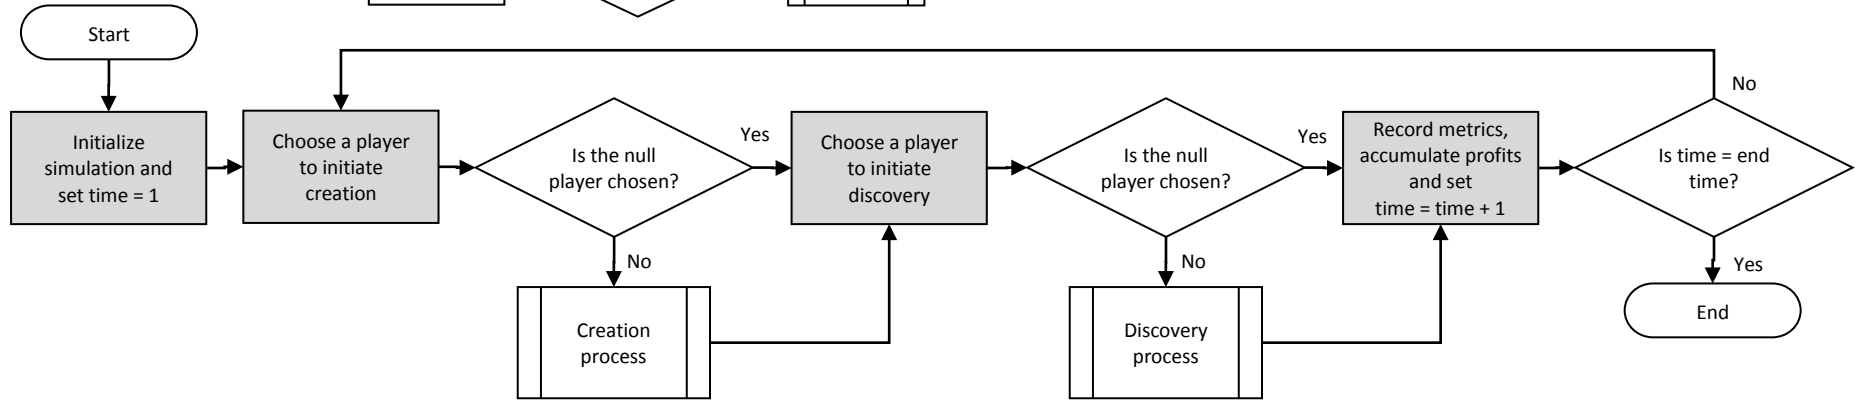 Start
Initialize
simulation and
set time = 1
Choose a player
to initiate
creation
Is the null
player chosen?
Yes
No
Creation
process
Choose a player
to initiate
discovery
Is the null
player chosen?
Yes
No
Discovery
process
Record metrics,
accumulate profits
and set
time = time + 1
Is time = end
time?
No
Yes
End